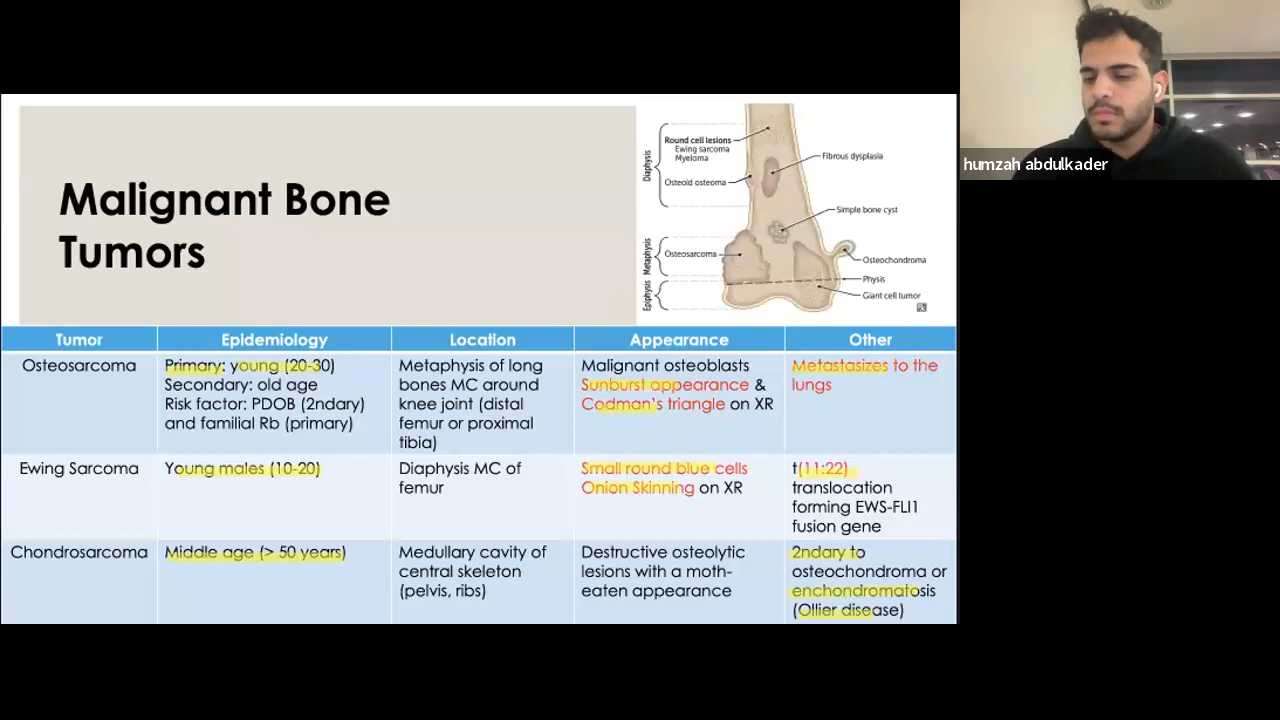 humzah abdulkader
Malignant Bone
Tumors
Diaphysis
Metaphysis
Epiphysis
Round cell lesions
Ewing sarcoma
Myeloma
Osteoid osteoma
Osteosarcoma
Fibrous dysplasia
Simple bone cyst
Osteochondroma
Physis
Giant cell tumor
Tumor
Epidemiology
Location
Appearance
Other
Osteosarcoma
Primary: young (20-30)
Secondary: old age
Risk factor: PDOB (2ndary)
and familial Rb (primary)
Metaphysis of long
bones MC around
knee joint (distal
femur or proximal
tibia)
Malignant osteoblasts
Sunburst appearance &
Codman's triangle on XR
Metastasizes to the
lungs
Ewing Sarcoma
Young males (10-20)
Diaphysis MC of
femur
Small round blue cells
Onion Skinning on XR
t(11:22)
translocation
forming EWS-FLI1
fusion gene
Chondrosarcoma
Middle age (> 50 years)
Medullary cavity of
central skeleton
(pelvis, ribs)
Destructive osteolytic
lesions with a moth-
eaten appearance
2ndary to
osteochondroma or
enchondromatosis
(Ollier disease)